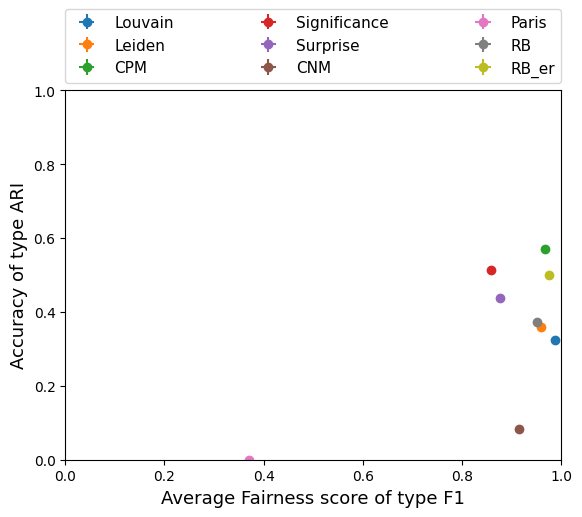 Louvain Significance Paris
Leiden Surprise RB
CPM CNM RB_er
1.0
0.8
0.6
0.4
0.2
0.0
Accuracy of type ARI
0.0 0.2 0.4 0.6 0.8 1.0
Average Fairness score of type F1